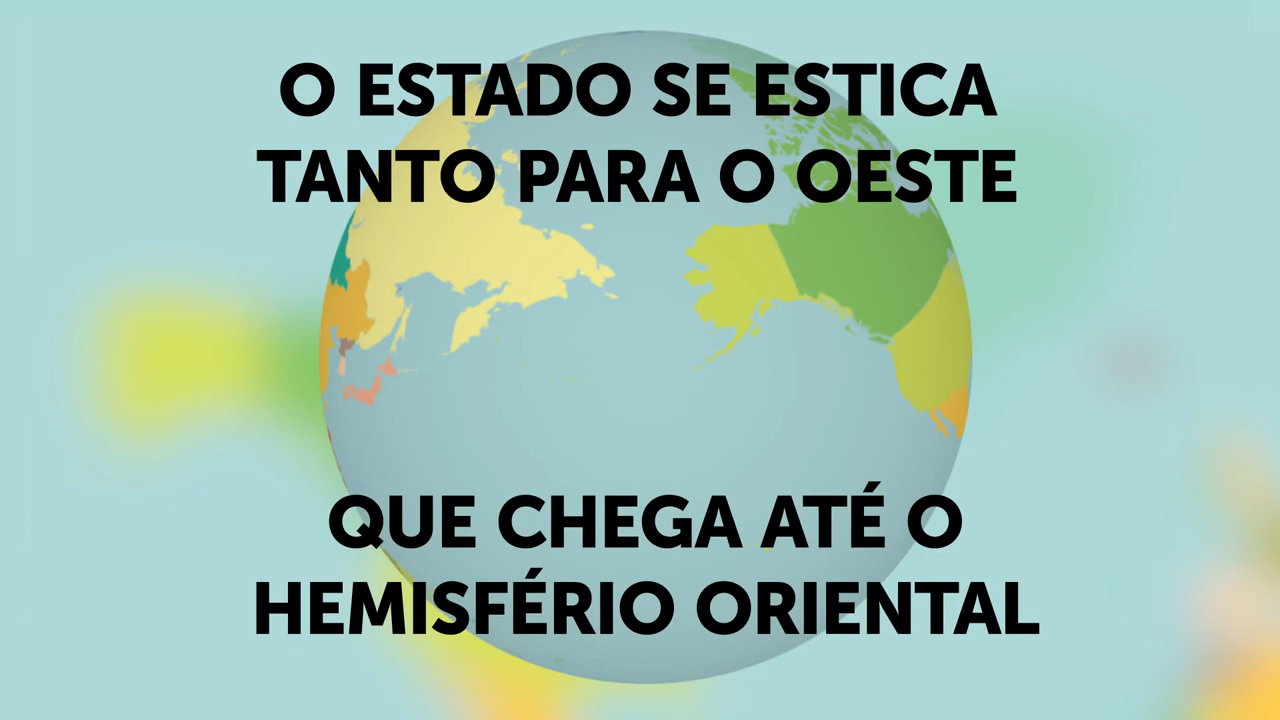 O ESTADO SE ESTICA
TANTO PARA O OESTE
QUE CHEGA ATÉ O
HEMISFÉRIO ORIENTAL